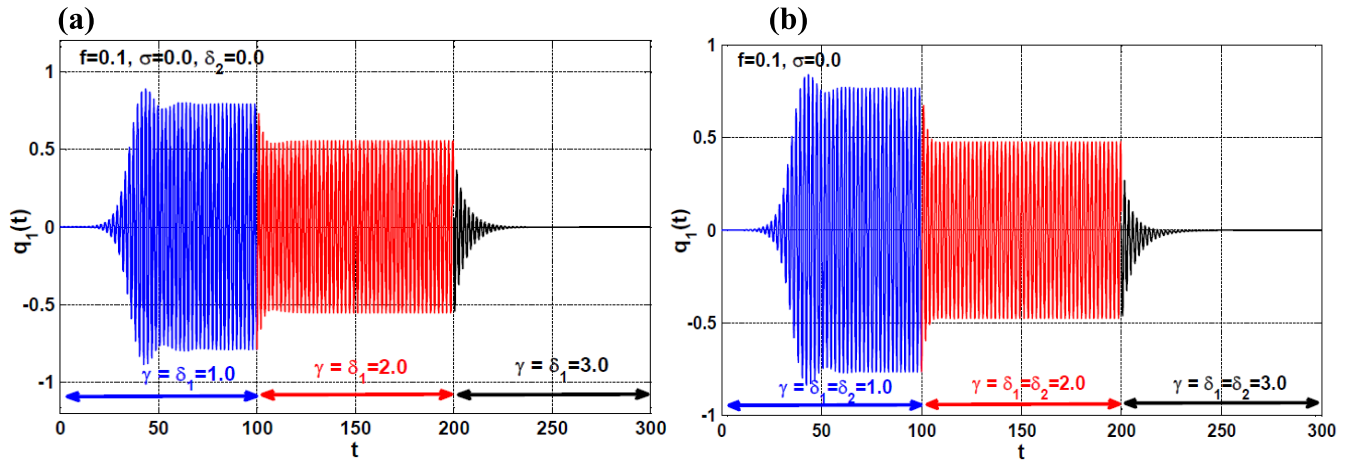 (a)
f=0.1, σ=0.0, δ₂=0.0
q₁(t)
1
0.5
0
-0.5
-1
γ = δ₁=1.0
γ = δ₁=2.0
γ = δ₁=3.0
0 50 100 150 200 250 300
t
(b)
f=0.1, σ=0.0
q₁(t)
1
0.5
0
-0.5
-1
γ = δ₁=δ₂=1.0
γ = δ₁=δ₂=2.0
γ = δ₁=δ₂=3.0
0 50 100 150 200 250 300
t